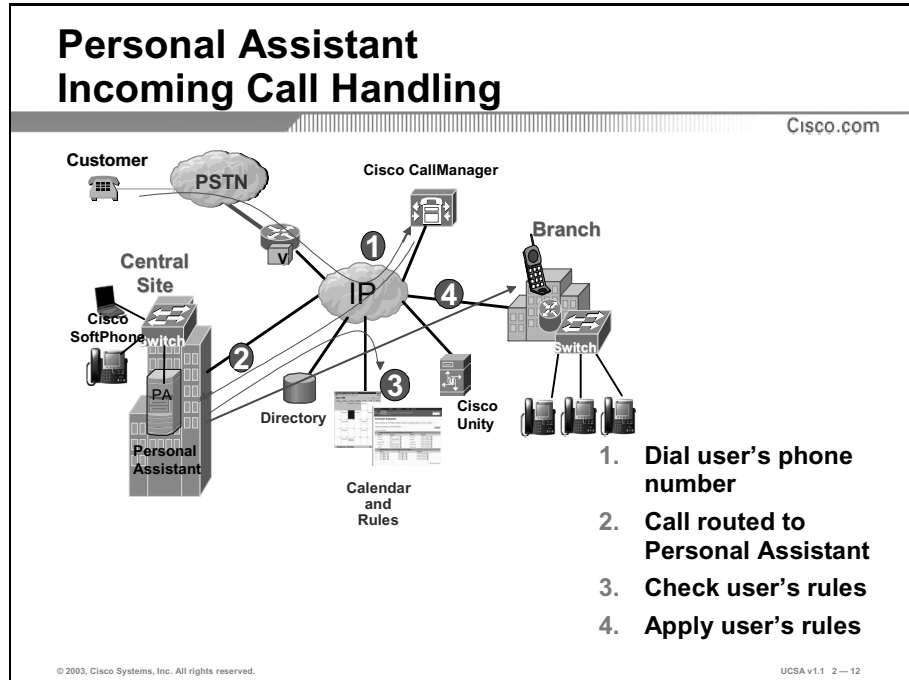 Personal Assistant
Incoming Call Handling
Cisco.com
Customer
PSTN
Cisco CallManager
V
1
Branch
Central
Site
IP
4
Cisco
SoftPhone
Switch
2
Switch
PA
3
Directory
Cisco
Unity
Personal
Assistant
Calendar
and
Rules
1. Dial user's phone
number
2. Call routed to
Personal Assistant
3. Check user's rules
4. Apply user's rules
© 2003, Cisco Systems, Inc. All rights reserved.
UCSA v1.1 2 — 12